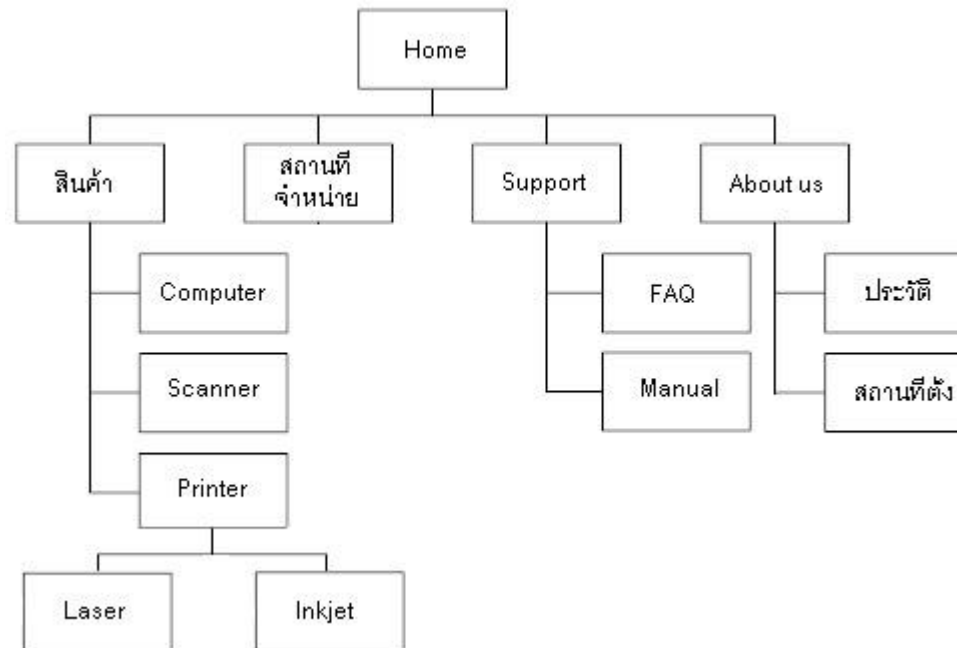 Home
สินค้า
สถานที่
จำหน่าย
Support
About us
Computer
FAQ
ประวัติ
Scanner
Manual
สถานที่ตั้ง
Printer
Laser
Inkjet